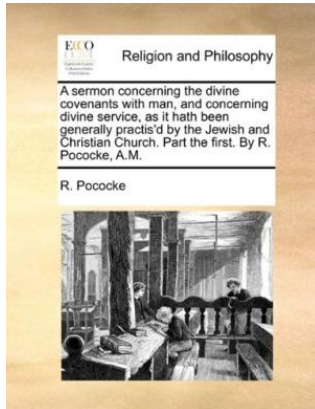 ECCO
Religion and Philosophy
A sermon concerning the divine
covenants with man, and concerning
divine service, as it hath been
generally practis'd by the Jewish and
Christian Church. Part the first. By R.
Pococke, A.M.
R. Pococke